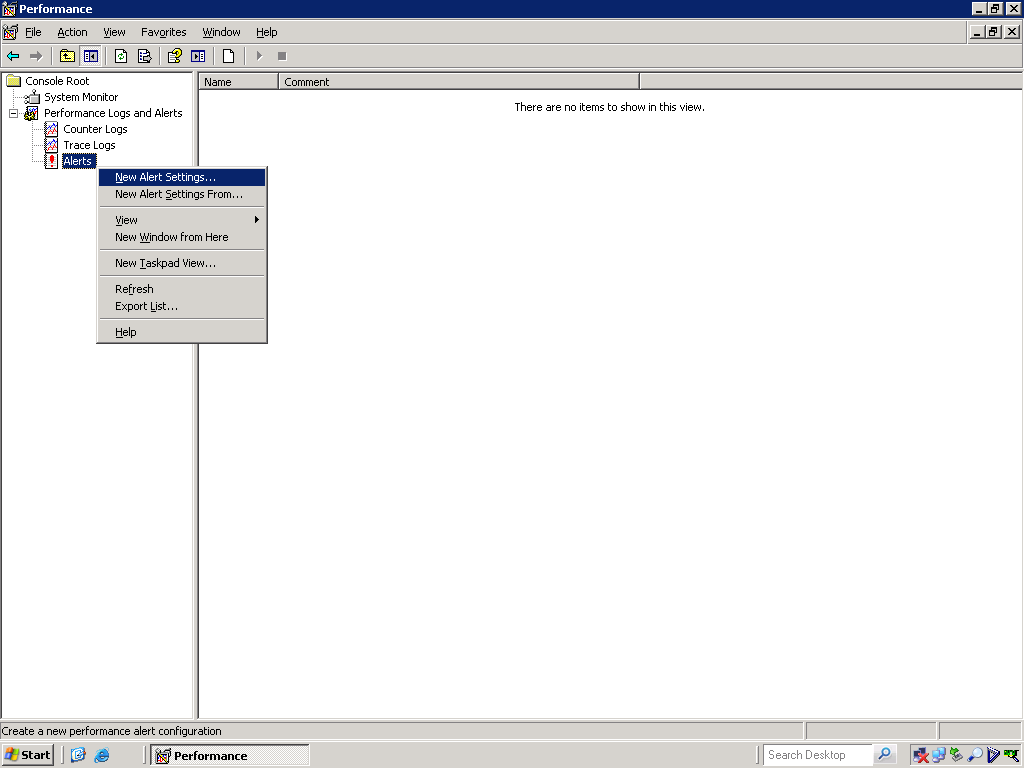 Performance
File Action View Favorites Window Help
Console Root
System Monitor
Performance Logs and Alerts
Counter Logs
Trace Logs
Alerts
Name Comment
There are no items to show in this view.
New Alert Settings...
New Alert Settings From...
View
New Window from Here
New Taskpad View...
Refresh
Export List...
Help
Create a new performance alert configuration
Start Performance Search Desktop